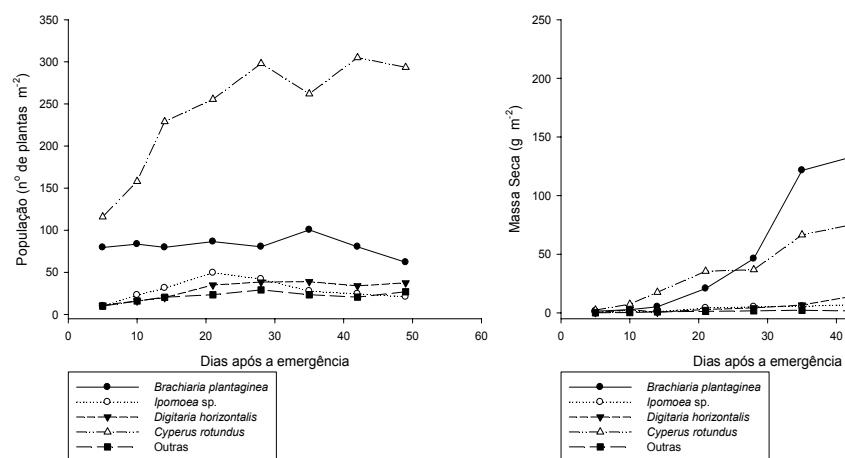 350
300
250
200
150
100
50
0
População (nº de plantas m-2)
0 10 20 30 40 50 60
Dias após a emergência
Brachiaria plantaginea
Ipomoea sp.
Digitaria horizontalis
Cyperus rotundus
Outras
250
200
150
100
50
0
Massa Seca (g m-2)
0 10 20 30 40
Dias após a emergência
Brachiaria plantaginea
Ipomoea sp.
Digitaria horizontalis
Cyperus rotundus
Outras